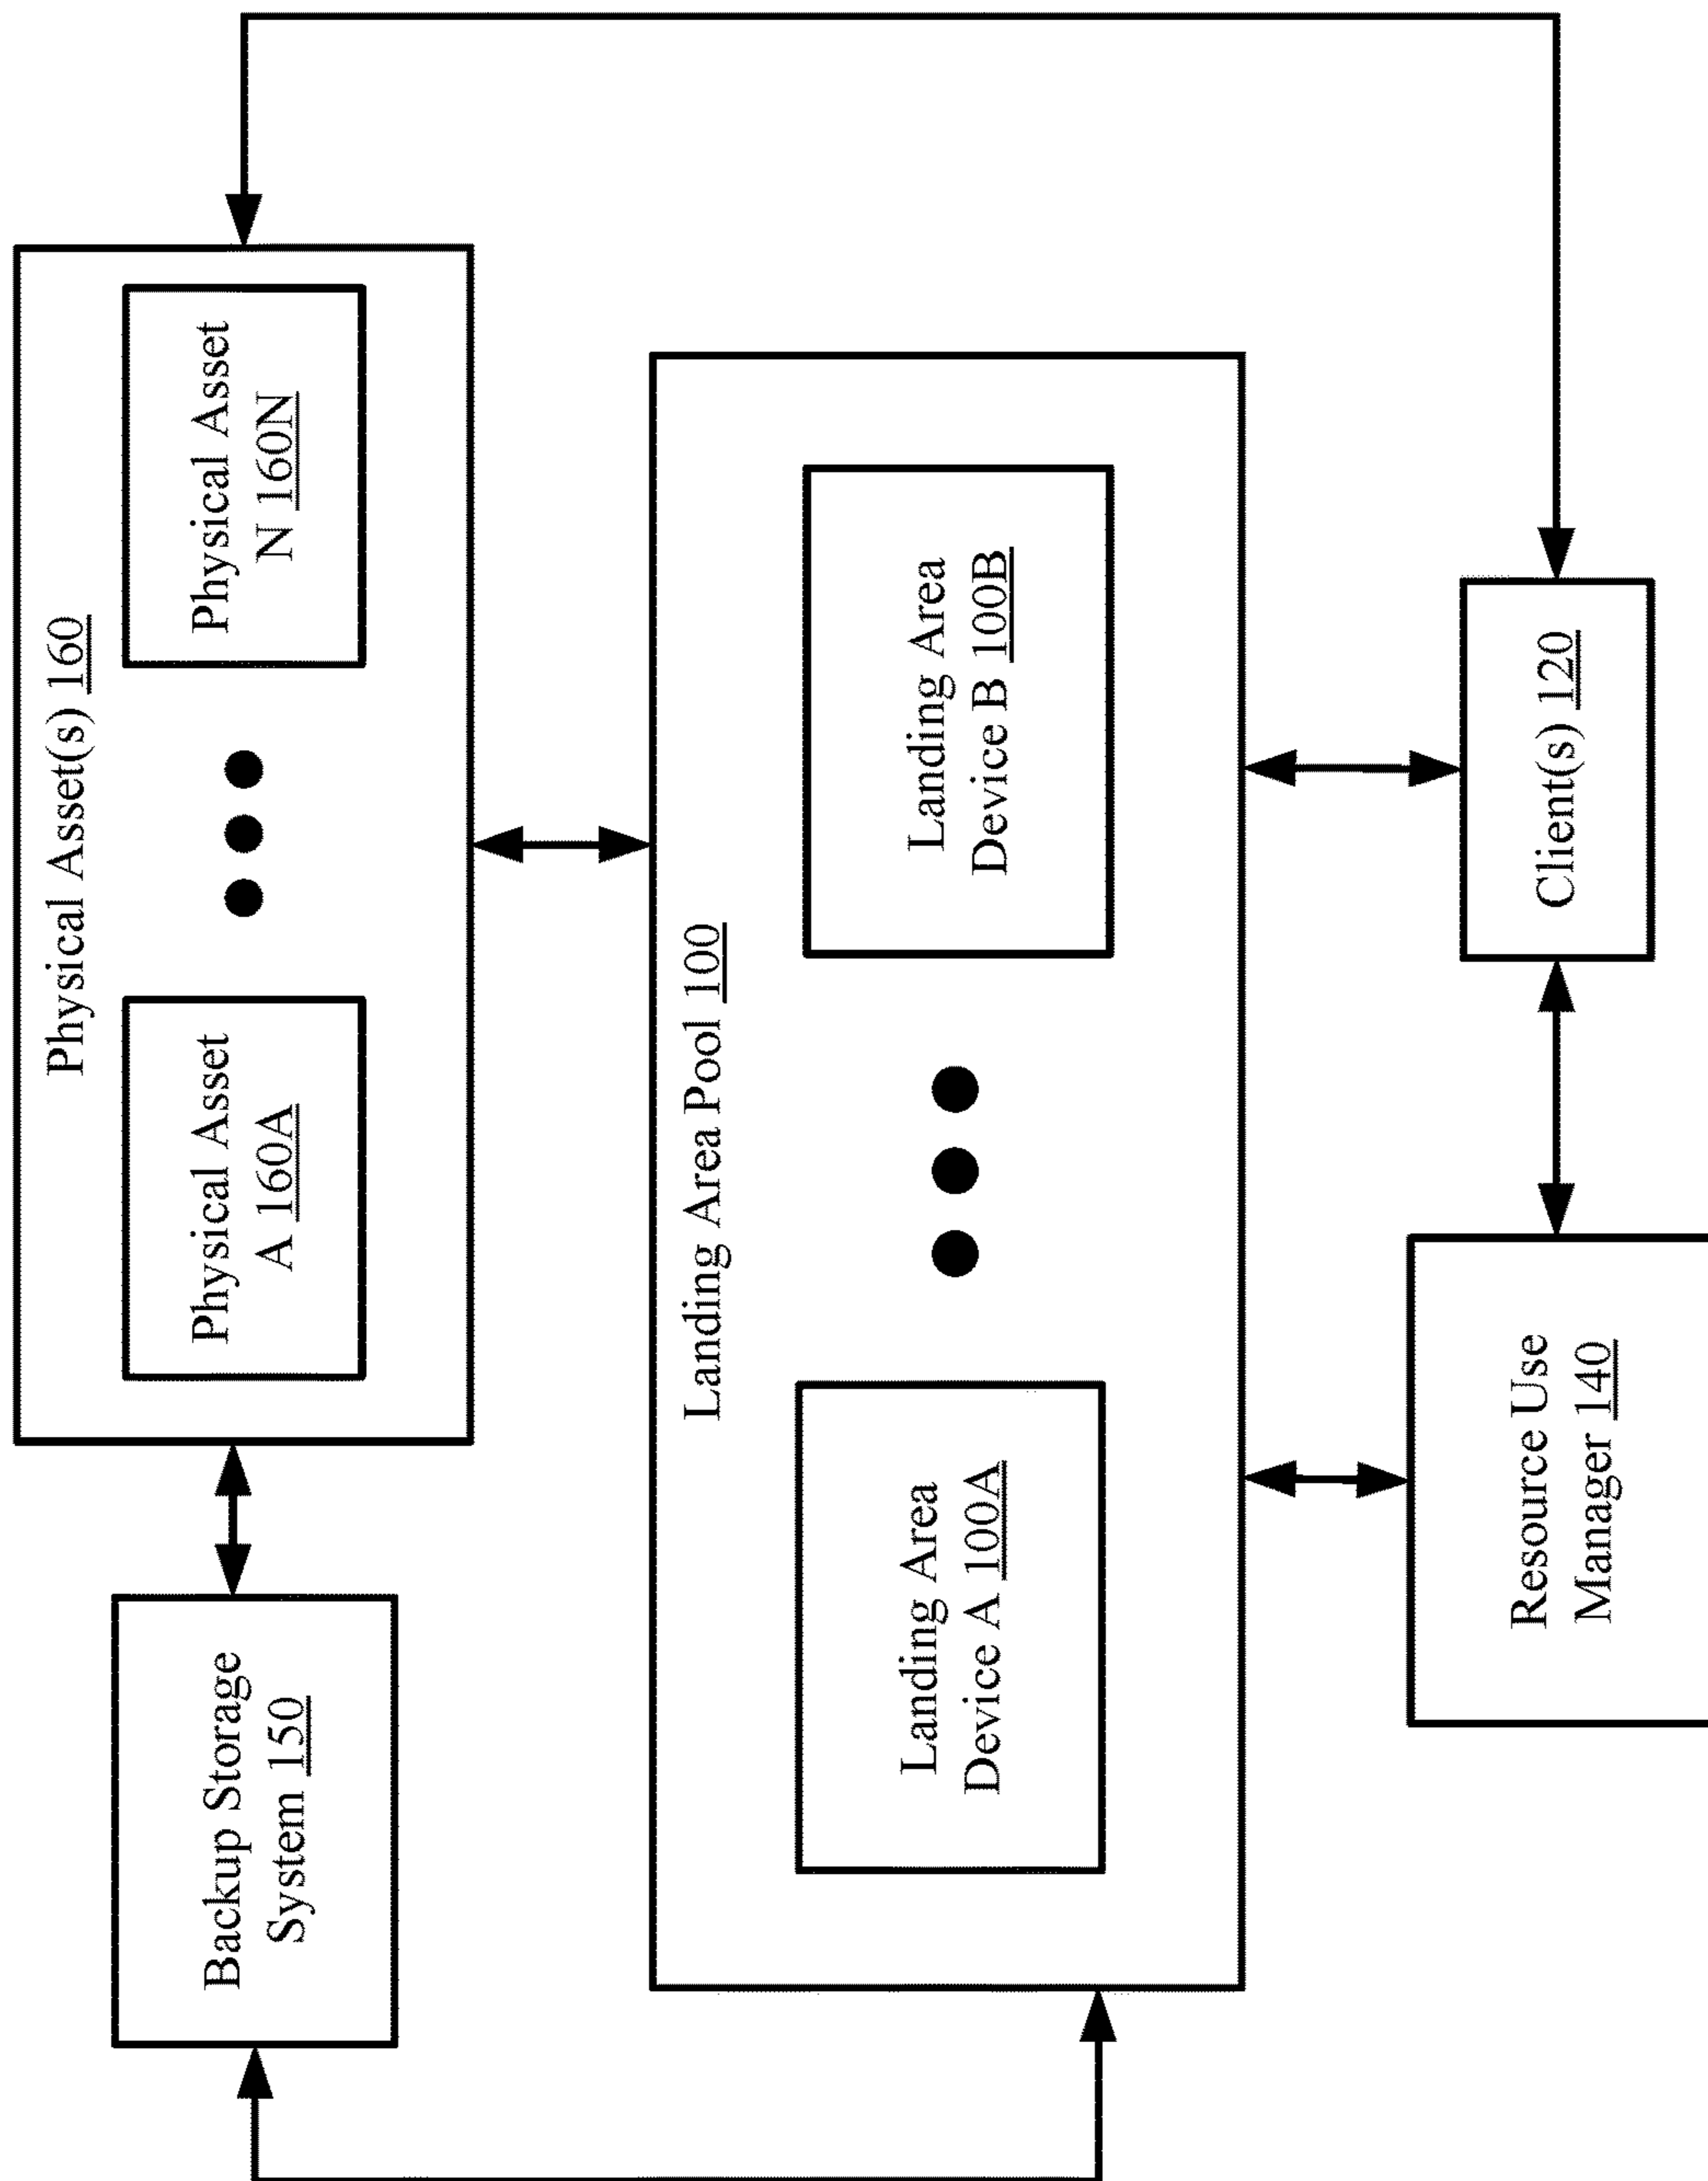 Backup Storage
System 150
Physical Asset(s) 160
Physical Asset
A 160A
Physical Asset
N 160N
Landing Area Pool 100
Landing Area
Device A 100A
Landing Area
Device B 100B
Resource Use
Manager 140
Client(s) 120